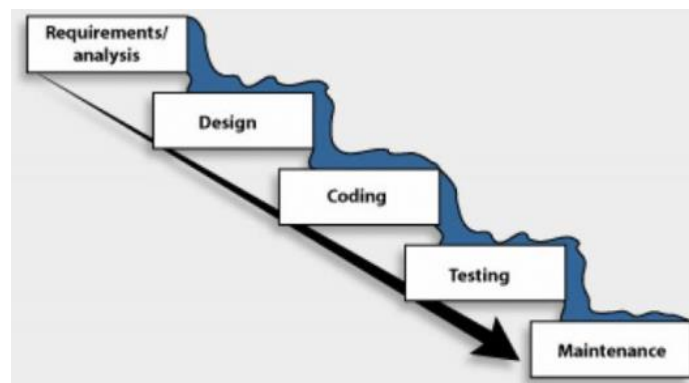 Requirements/
analysis
Design
Coding
Testing
Maintenance